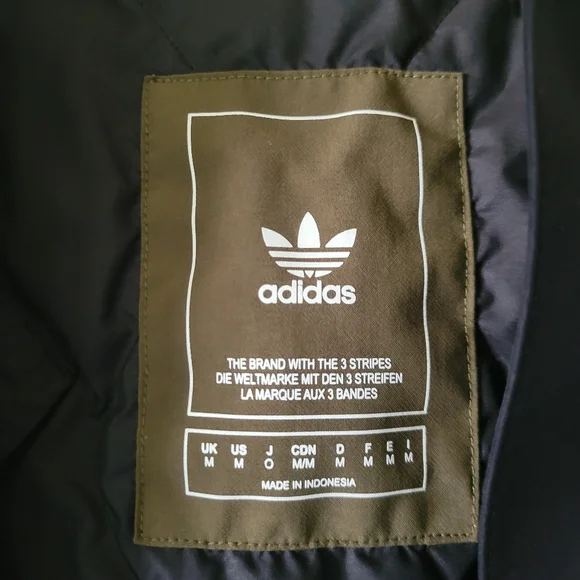 adidas
THE BRAND WITH THE 3 STRIPES
DIE WELTMARKE MIT DEN 3 STREIFEN
LA MARQUE AUX 3 BANDES
UK US J CDN D F E I
M M O M/M M M M M
MADE IN INDONESIA